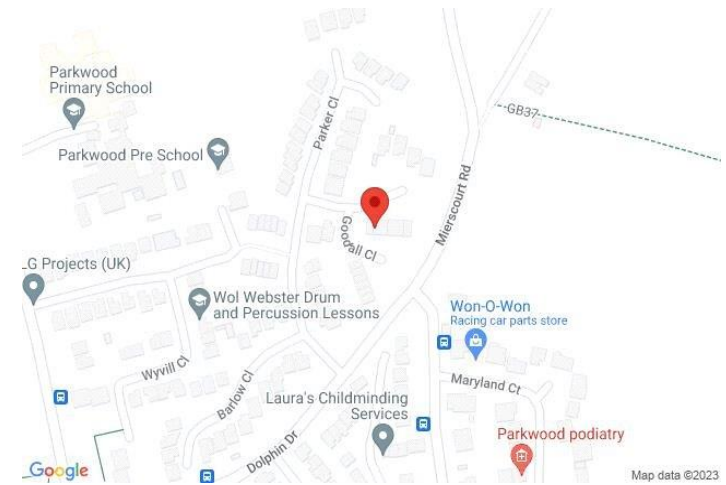 Parkwood
Primary School
Parkwood Pre School
Parker Cl
GB37
Mierscourt Rd
Goodall Cl
LG Projects (UK)
Wol Webster Drum
and Percussion Lessons
Won-O-Won
Racing car parts store
Wyvill Cl
Barlow Cl
Maryland Ct
Laura's Childminding
Services
Dolphin Dr
Parkwood podiatry
Google
Map data ©2023